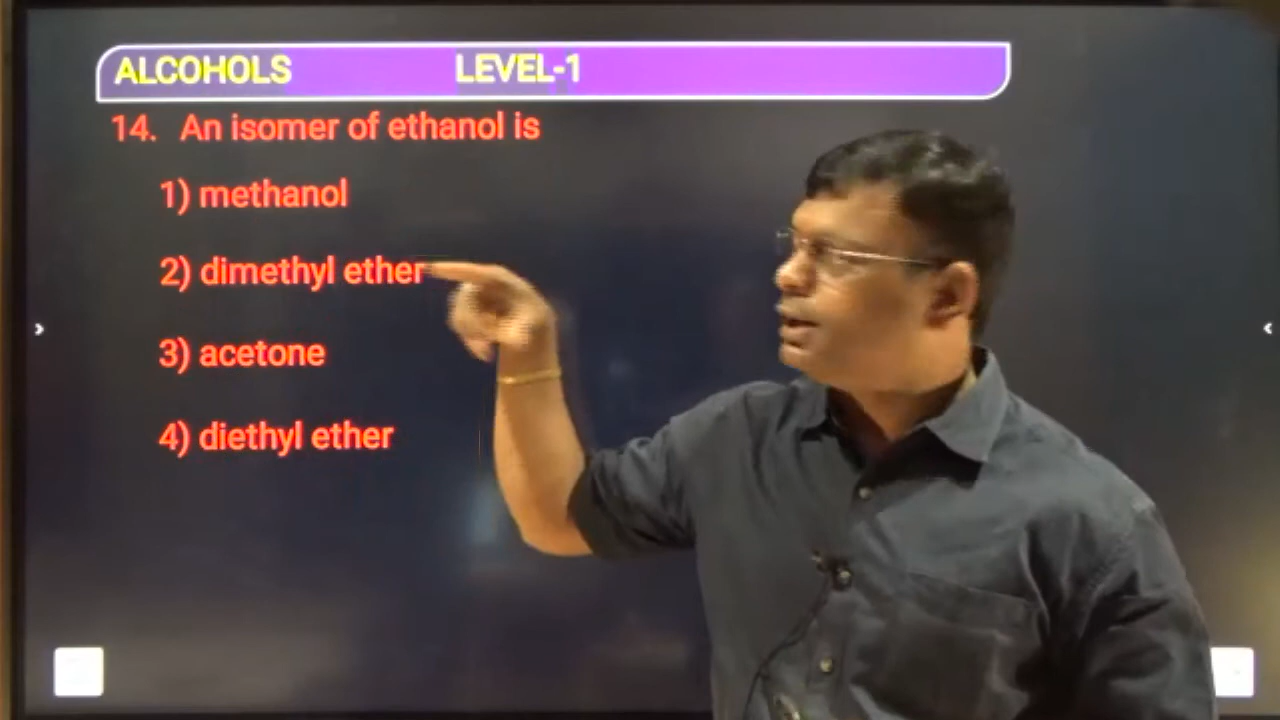 ALCOHOLS LEVEL-1
14. An isomer of ethanol is
1) methanol
2) dimethyl ether
3) acetone
4) diethyl ether